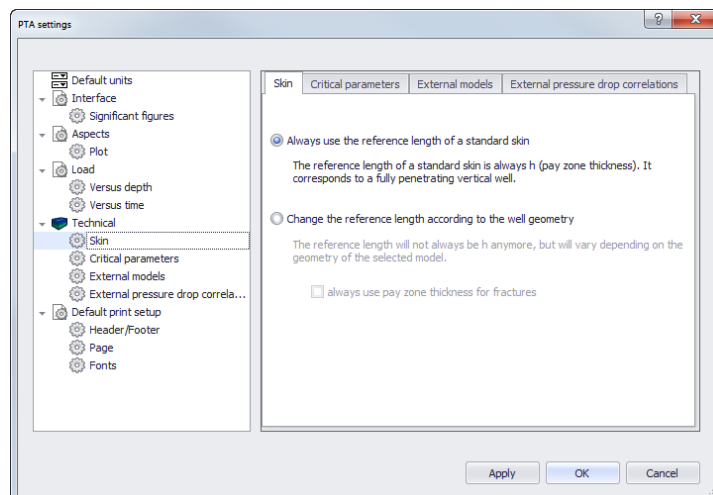 PTA settings
?
X
Default units
Interface
Significant figures
Aspects
Plot
Load
Versus depth
Versus time
Technical
Skin
Critical parameters
External models
External pressure drop correla...
Default print setup
Header/Footer
Page
Fonts
Skin
Critical parameters
External models
External pressure drop correlations
Always use the reference length of a standard skin
The reference length of a standard skin is always h (pay zone thickness). It
corresponds to a fully penetrating vertical well.
Change the reference length according to the well geometry
The reference length will not always be h anymore, but will vary depending on the
geometry of the selected model.
always use pay zone thickness for fractures
Apply
OK
Cancel